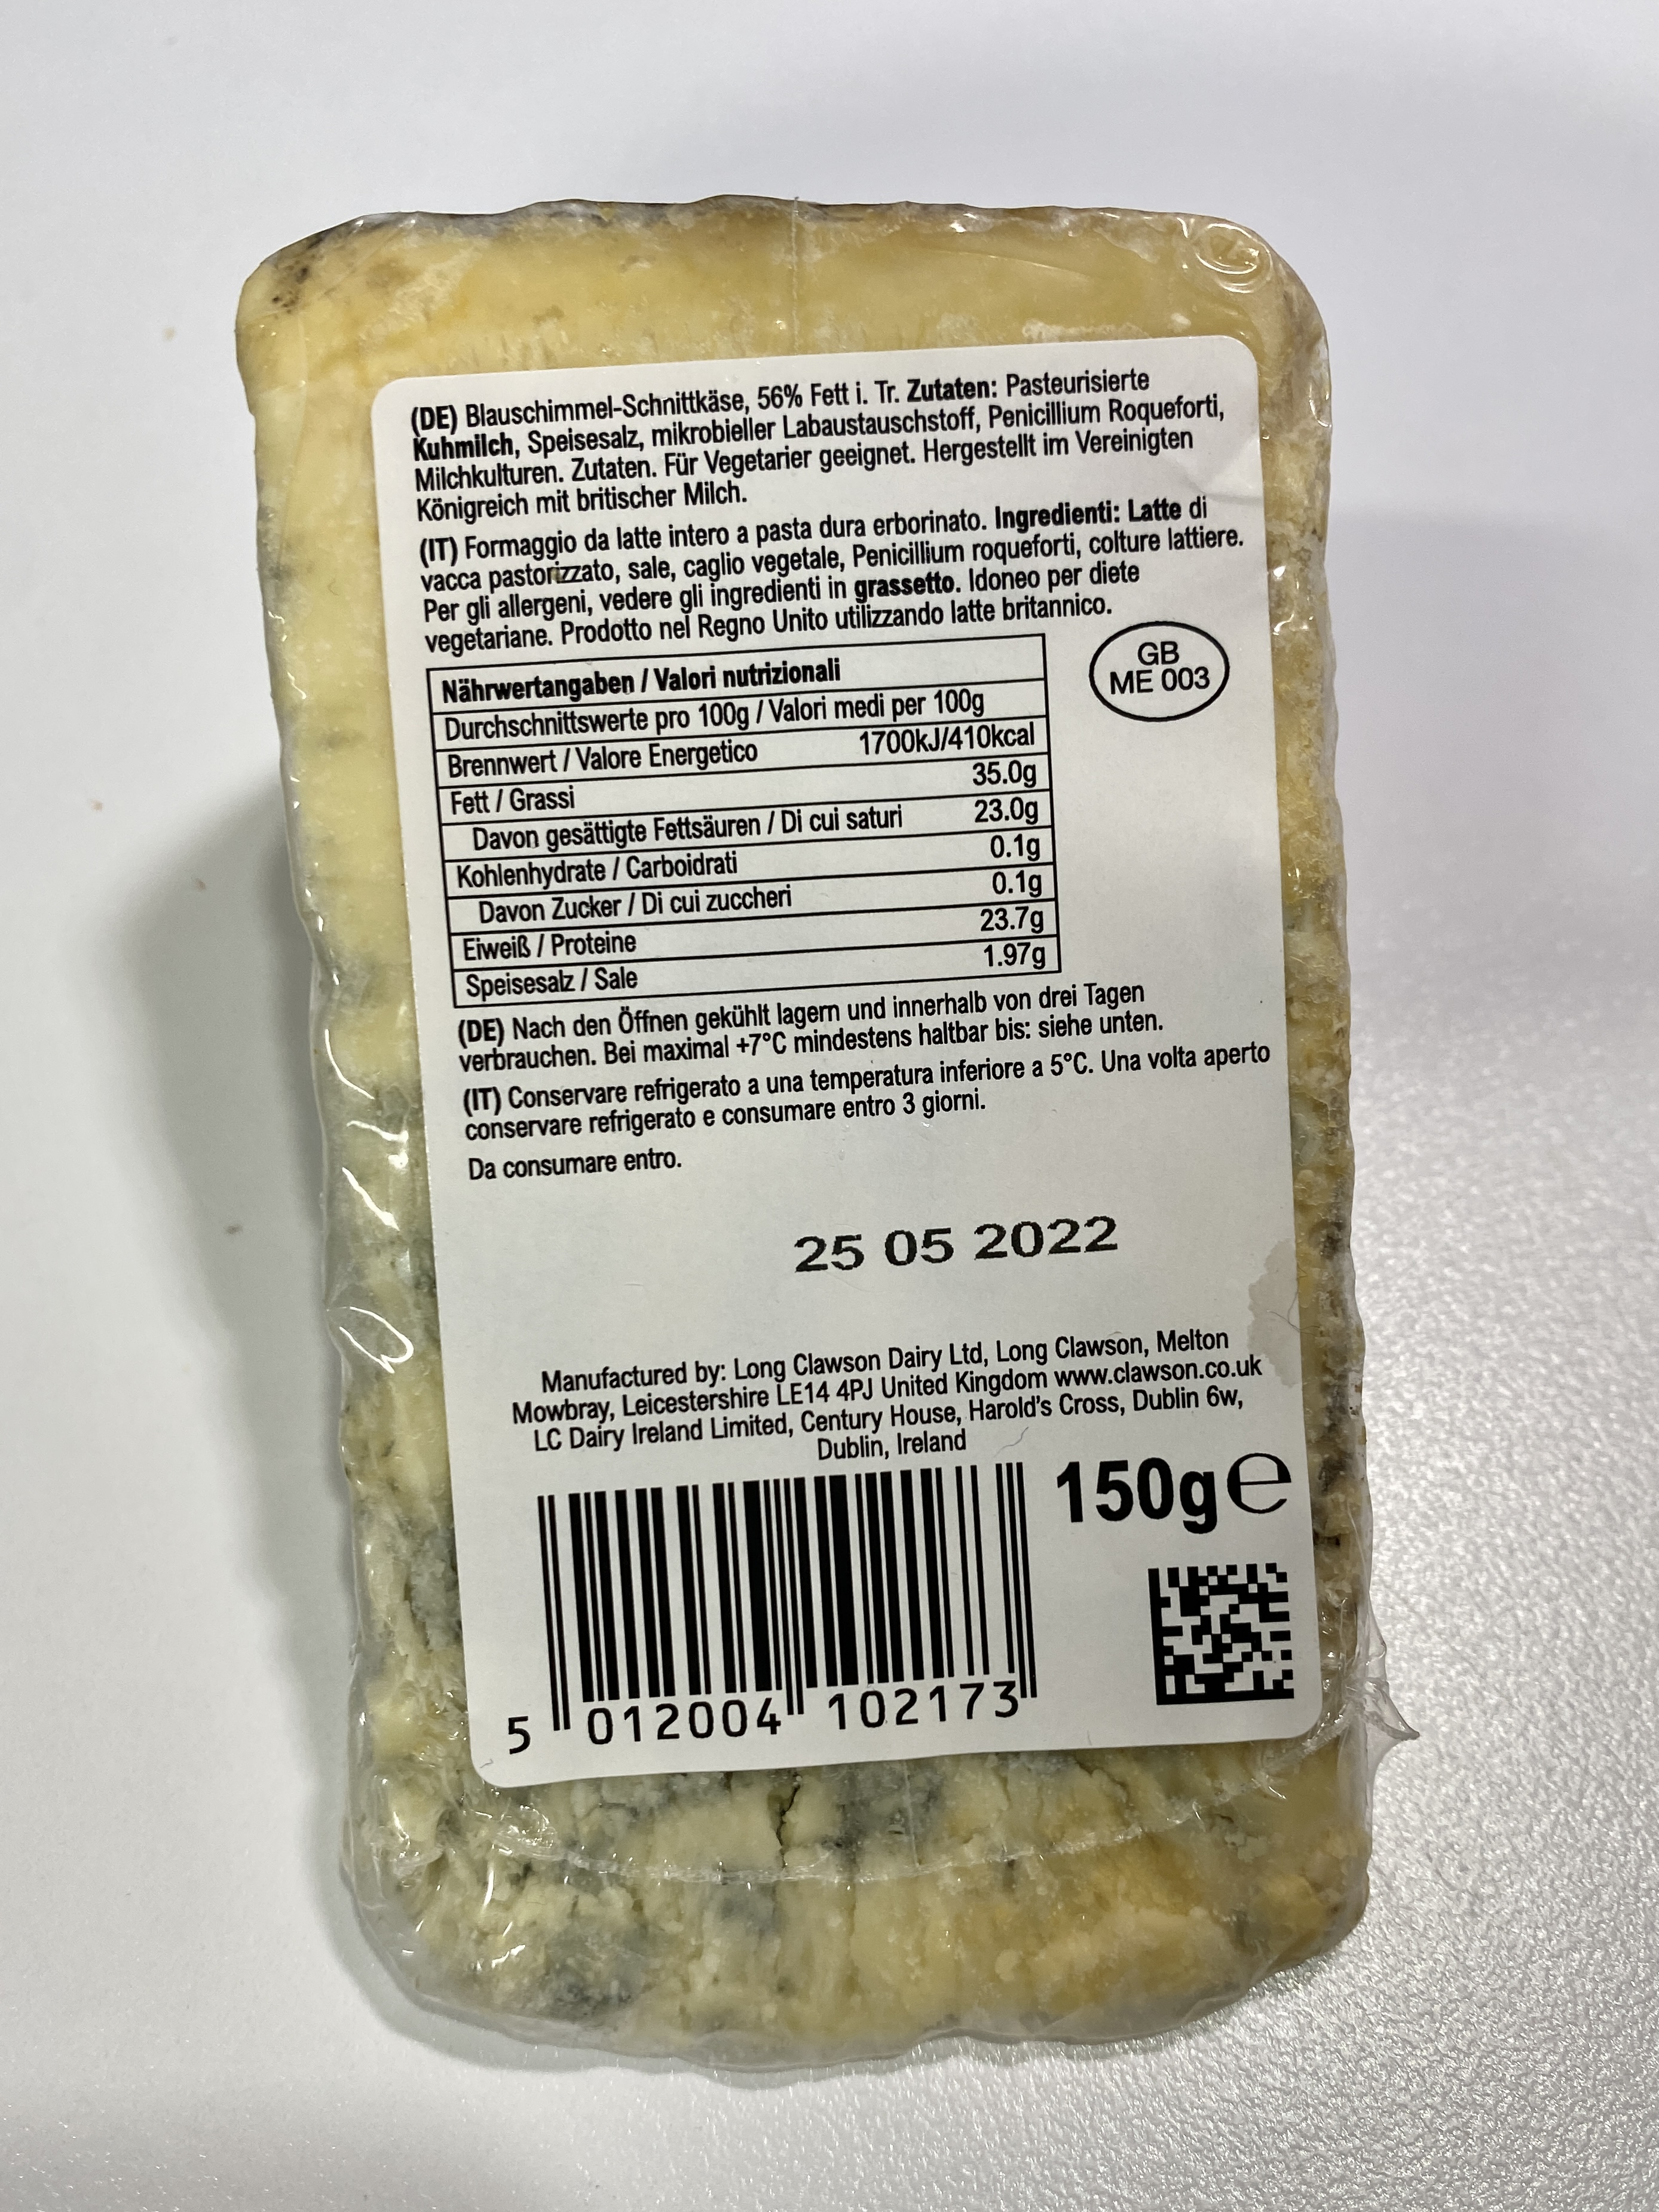 (DE) Blauschimmel-Schnittkäse, 56% Fett i. Tr. Zutaten: Pasteurisierte
Kuhmilch, Speisesalz, mikrobieller Labaustauschstoff, Penicillium Roqueforti,
Milchkulturen. Zutaten. Für Vegetarier geeignet. Hergestellt im Vereinigten
Königreich mit britischer Milch.
(IT) Formaggio da latte intero a pasta dura erborinato. Ingredienti: Latte di
vacca pastorizzato, sale, caglio vegetale, Penicillium roqueforti, colture lattiere.
Per gli allergeni, vedere gli ingredienti in grassetto. Idoneo per diete
vegetariane. Prodotto nel Regno Unito utilizzando latte britannico.
GB
ME 003
Nährwertangaben / Valori nutrizionali
Durchschnittswerte pro 100g / Valori medi per 100g
Brennwert / Valore Energetico 1700kJ/410kcal
Fett / Grassi 35.0g
Davon gesättigte Fettsäuren / Di cui saturi 23.0g
Kohlenhydrate / Carboidrati 0.1g
Davon Zucker / Di cui zuccheri 0.1g
Eiweiß / Proteine 23.7g
Speisesalz / Sale 1.97g
(DE) Nach den Öffnen gekühlt lagern und innerhalb von drei Tagen
verbrauchen. Bei maximal +7°C mindestens haltbar bis: siehe unten.
(IT) Conservare refrigerato a una temperatura inferiore a 5°C. Una volta aperto
conservare refrigerato e consumare entro 3 giorni.
Da consumare entro.
25 05 2022
Manufactured by: Long Clawson Dairy Ltd, Long Clawson, Melton
Mowbray, Leicestershire LE14 4PJ United Kingdom www.clawson.co.uk
LC Dairy Ireland Limited, Century House, Harold's Cross, Dublin 6w,
Dublin, Ireland
150g℮
5 012004 102173